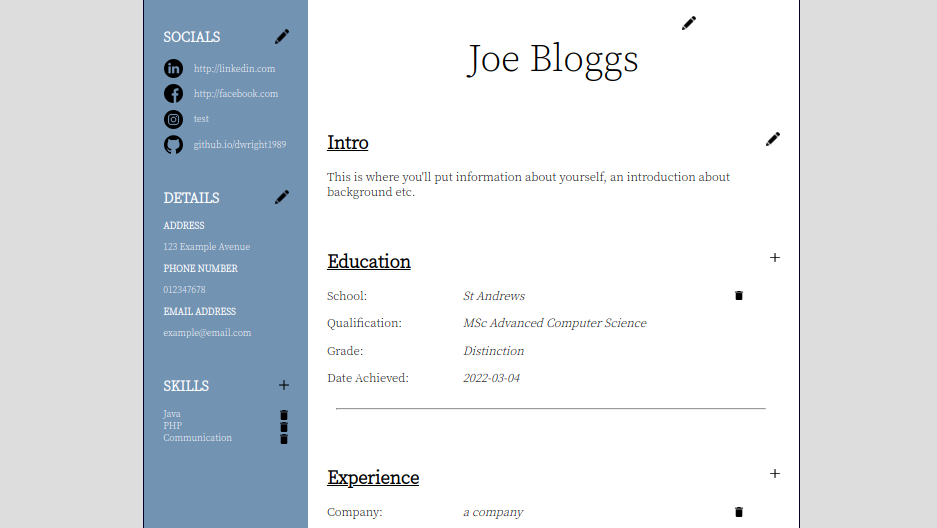 SOCIALS
http://linkedin.com
http://facebook.com
test
github.io/dwright1989
DETAILS
ADDRESS
123 Example Avenue
PHONE NUMBER
012347678
EMAIL ADDRESS
example@email.com
SKILLS
Java
PHP
Communication
Joe Bloggs
Intro
This is where you'll put information about yourself, an introduction about
background etc.
Education
School: St Andrews
Qualification: MSc Advanced Computer Science
Grade: Distinction
Date Achieved: 2022-03-04
Experience
Company: a company